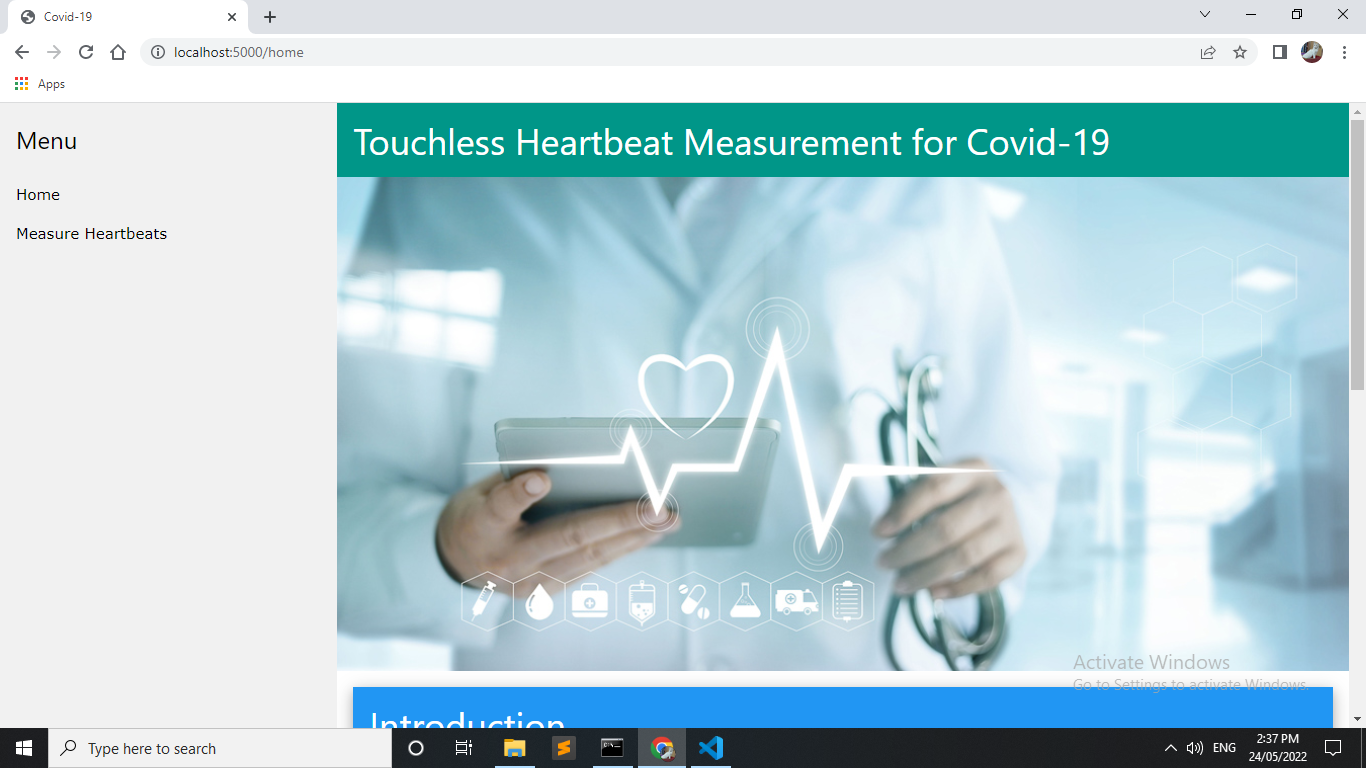 Covid-19
localhost:5000/home
Apps
Menu
Home
Measure Heartbeats
Touchless Heartbeat Measurement for Covid-19
Activate Windows
Go to Settings to activate Windows.
Introduction
Type here to search
ENG
2:37 PM
24/05/2022